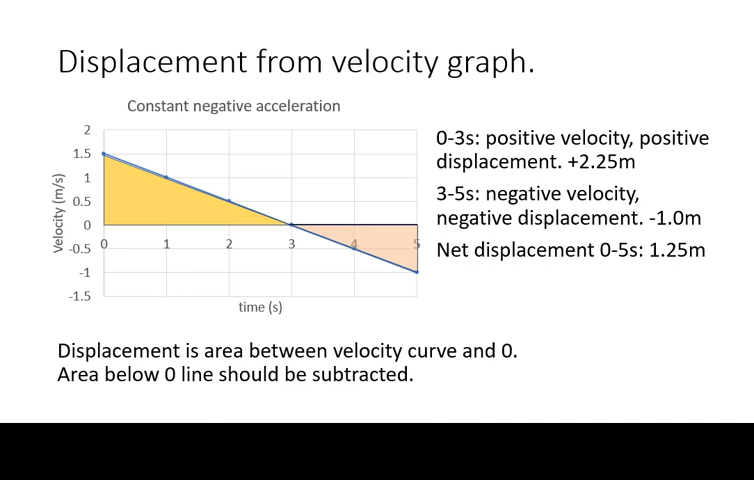 Displacement from velocity graph.
Constant negative acceleration
2
1.5
1
0.5
0
-0.5
-1
-1.5
Velocity (m/s)
0 1 2 3 4 5
time (s)
0-3s: positive velocity, positive
displacement. +2.25m
3-5s: negative velocity,
negative displacement. -1.0m
Net displacement 0-5s: 1.25m
Displacement is area between velocity curve and 0.
Area below 0 line should be subtracted.